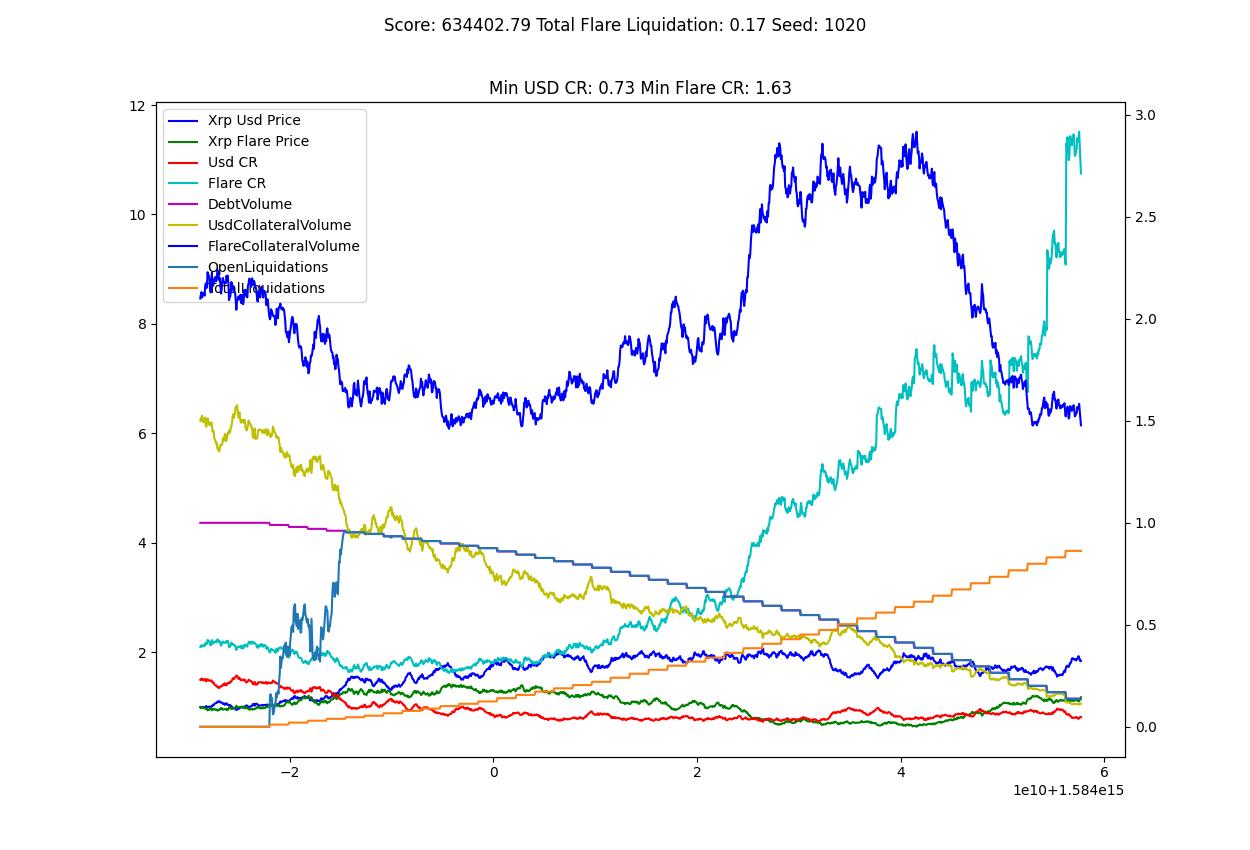 Score: 634402.79 Total Flare Liquidation: 0.17 Seed: 1020
Min USD CR: 0.73 Min Flare CR: 1.63
Xrp Usd Price
Xrp Flare Price
Usd CR
Flare CR
DebtVolume
UsdCollateralVolume
FlareCollateralVolume
OpenLiquidations
TotalLiquidations
12
10
8
6
4
2
3.0
2.5
2.0
1.5
1.0
0.5
0.0
−2
0
2
4
6
1e10+1.584e15